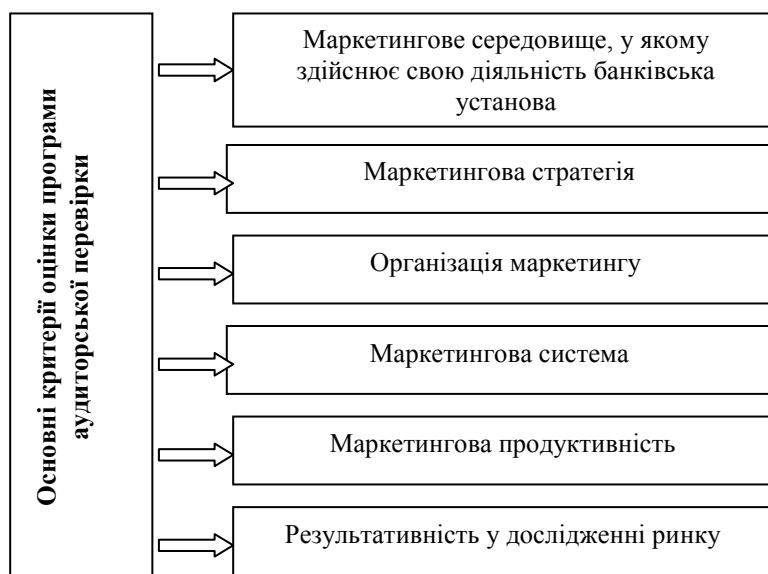 Основні критерії оцінки програми
аудиторської перевірки
Маркетингове середовище, у якому
здійснює свою діяльність банківська
установа
Маркетингова стратегія
Організація маркетингу
Маркетингова система
Маркетингова продуктивність
Результативність у дослідженні ринку